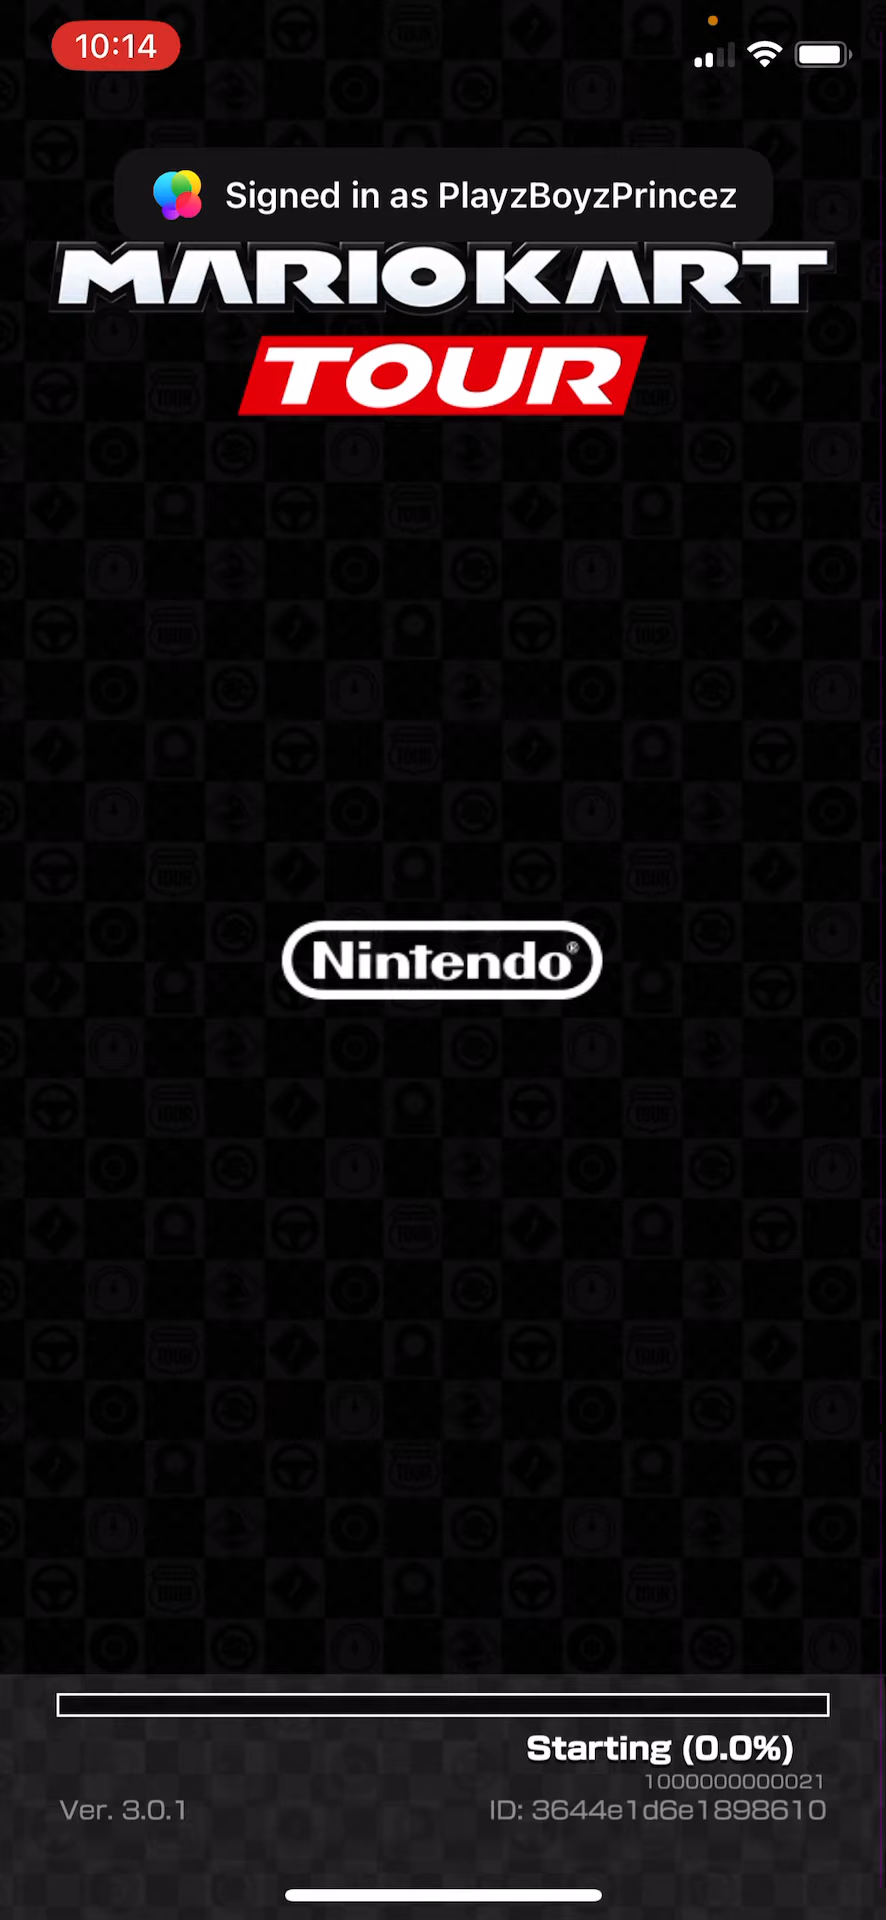 10:14
Signed in as PlayzBoyzPrincez
MARIOKART
TOUR
Nintendo®
Starting (0.0%)
1000000000021
Ver. 3.0.1
ID: 3644e1d6e1898610